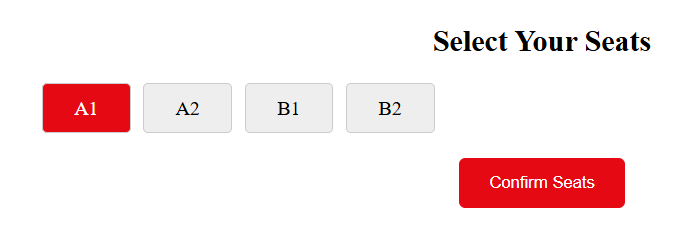 Select Your Seats
A1 A2 B1 B2
Confirm Seats